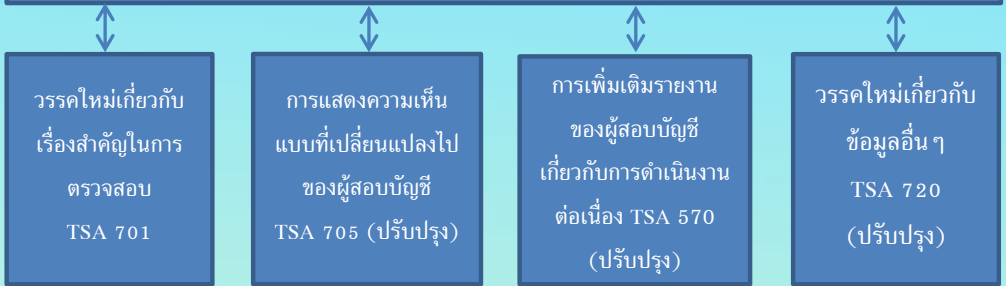 วรรคใหม่เกี่ยวกับ
เรื่องสำคัญในการ
ตรวจสอบ
TSA 701
การแสดงความเห็น
แบบที่เปลี่ยนแปลงไป
ของผู้สอบบัญชี
TSA 705 (ปรับปรุง)
การเพิ่มเติมรายงาน
ของผู้สอบบัญชี
เกี่ยวกับการดำเนินงาน
ต่อเนื่อง TSA 570
(ปรับปรุง)
วรรคใหม่เกี่ยวกับ
ข้อมูลอื่น ๆ
TSA 720
(ปรับปรุง)